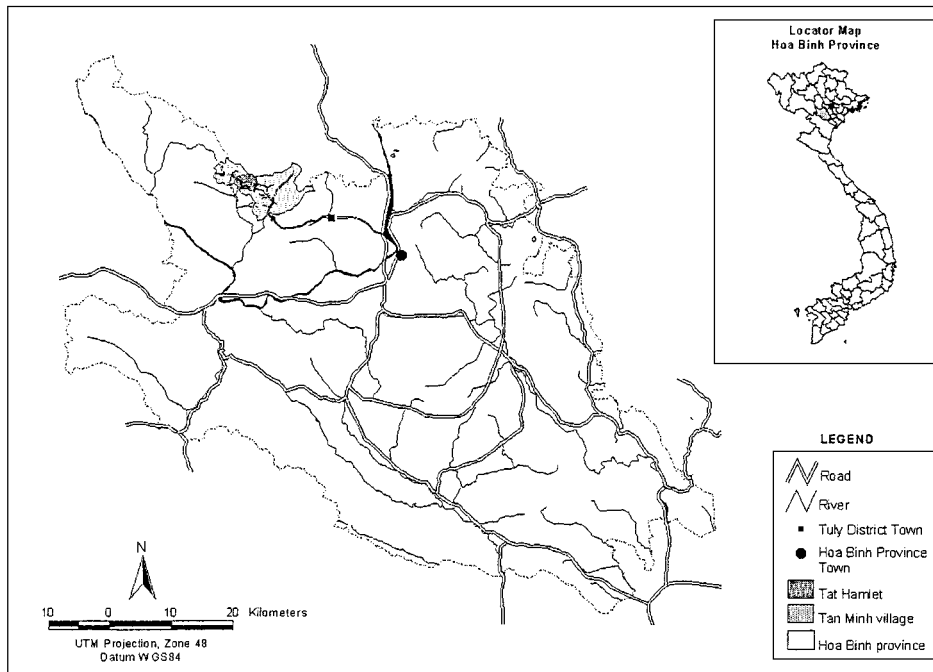 Locator Map
Hoa Binh Province
LEGEND
Road
River
Tuly District Town
Hoa Binh Province
Town
Tat Hamlet
Tan Minh village
Hoa Binh province
N
10 0 10 20 Kilometers
UTM Projection, Zone 48
Datum WGS84